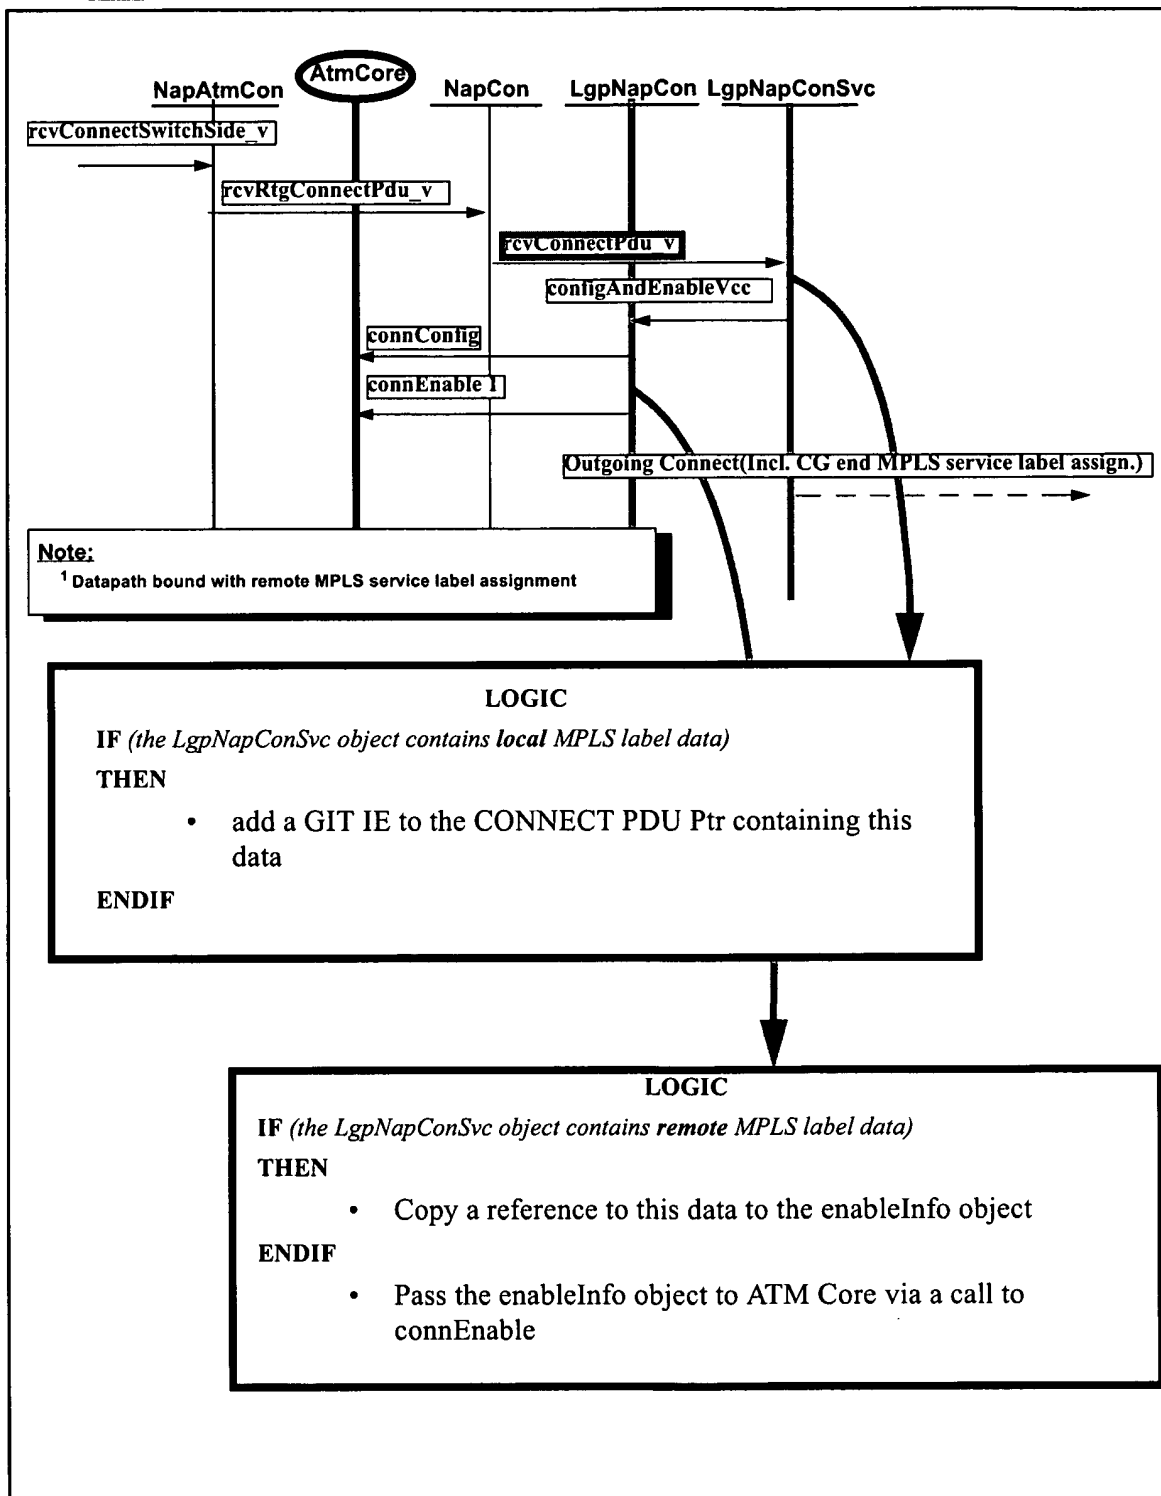 NapAtmCon AtmCore NapCon LgpNapCon LgpNapConSvc
rcvConnectSwitchSide_v
rcvRtgConnectPdu_v
rcvConnectPdu_v
configAndEnableVcc
connConfig
connEnable 1
Outgoing Connect(Incl. CG end MPLS service label assign.)
Note:
1 Datapath bound with remote MPLS service label assignment
LOGIC
IF (the LgpNapConSvc object contains local MPLS label data)
THEN
• add a GIT IE to the CONNECT PDU Ptr containing this
data
ENDIF
LOGIC
IF (the LgpNapConSvc object contains remote MPLS label data)
THEN
• Copy a reference to this data to the enableInfo object
ENDIF
• Pass the enableInfo object to ATM Core via a call to
connEnable